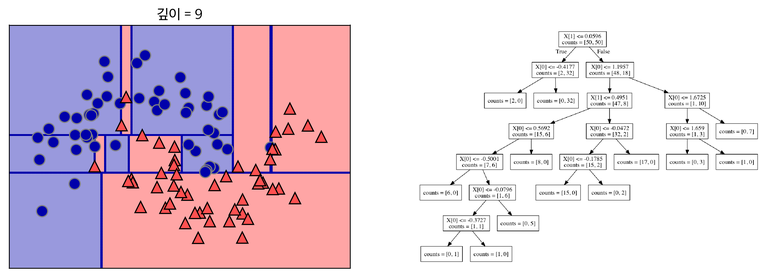 깊이 = 9
X[1] <= 0.0596
counts = [50, 50]
True
False
X[0] <= -0.4177
counts = [2, 32]
X[0] <= 1.1957
counts = [48, 18]
counts = [2, 0]
counts = [0, 32]
X[1] <= 0.4951
counts = [47, 8]
X[0] <= 1.6725
counts = [1, 10]
X[0] <= 0.5692
counts = [15, 6]
X[0] <= -0.0472
counts = [32, 2]
X[0] <= 1.659
counts = [1, 3]
counts = [0, 7]
X[0] <= -0.5001
counts = [7, 6]
counts = [8, 0]
X[0] <= -0.1785
counts = [15, 2]
counts = [17, 0]
counts = [0, 3]
counts = [1, 0]
counts = [6, 0]
X[0] <= -0.0796
counts = [1, 6]
counts = [15, 0]
counts = [0, 2]
X[0] <= -0.3727
counts = [1, 1]
counts = [0, 5]
counts = [0, 1]
counts = [1, 0]